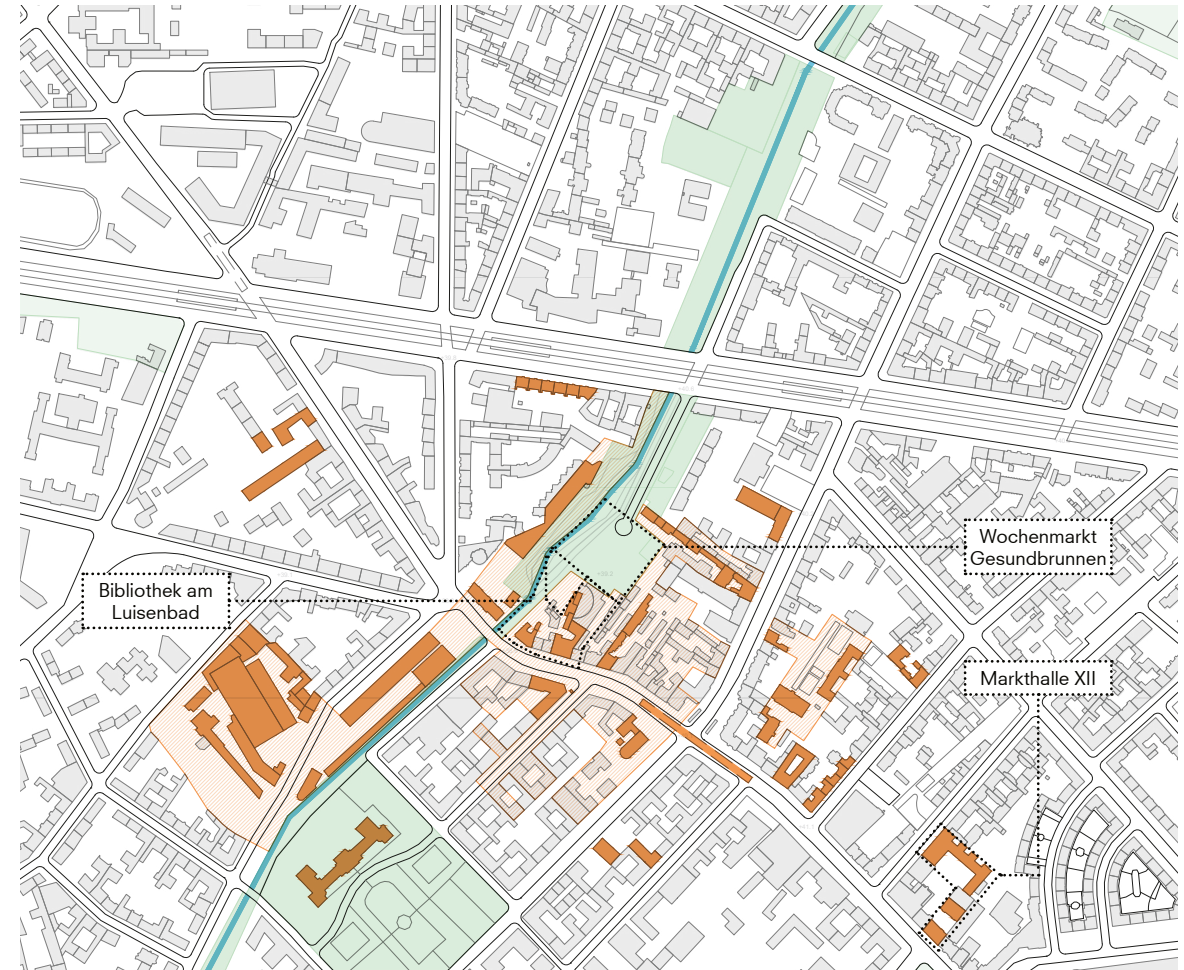 Wochenmarkt
Gesundbrunnen
Bibliothek am
Luisenbad
Markthalle XII